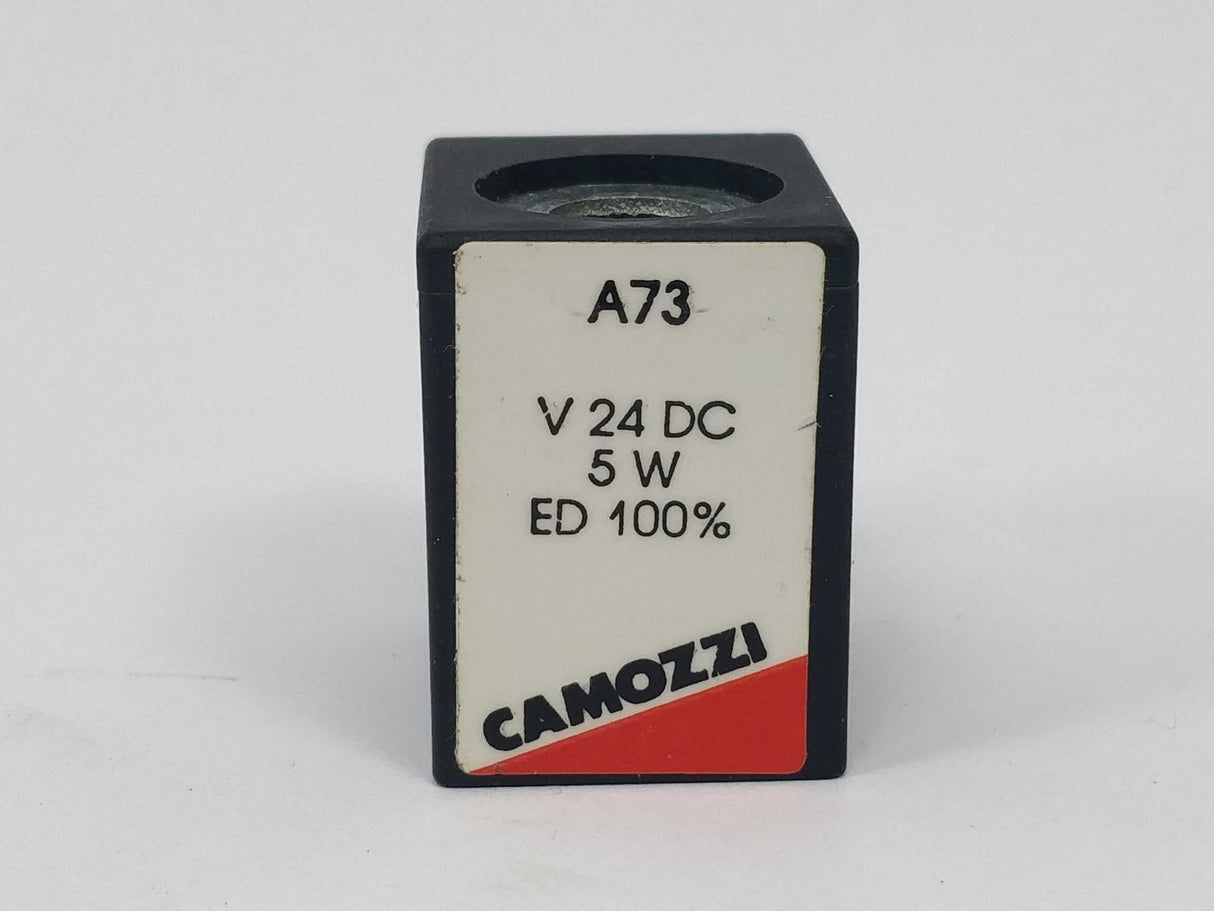 A73
V 24 DC
5 W
ED 100%
CAMOZZI